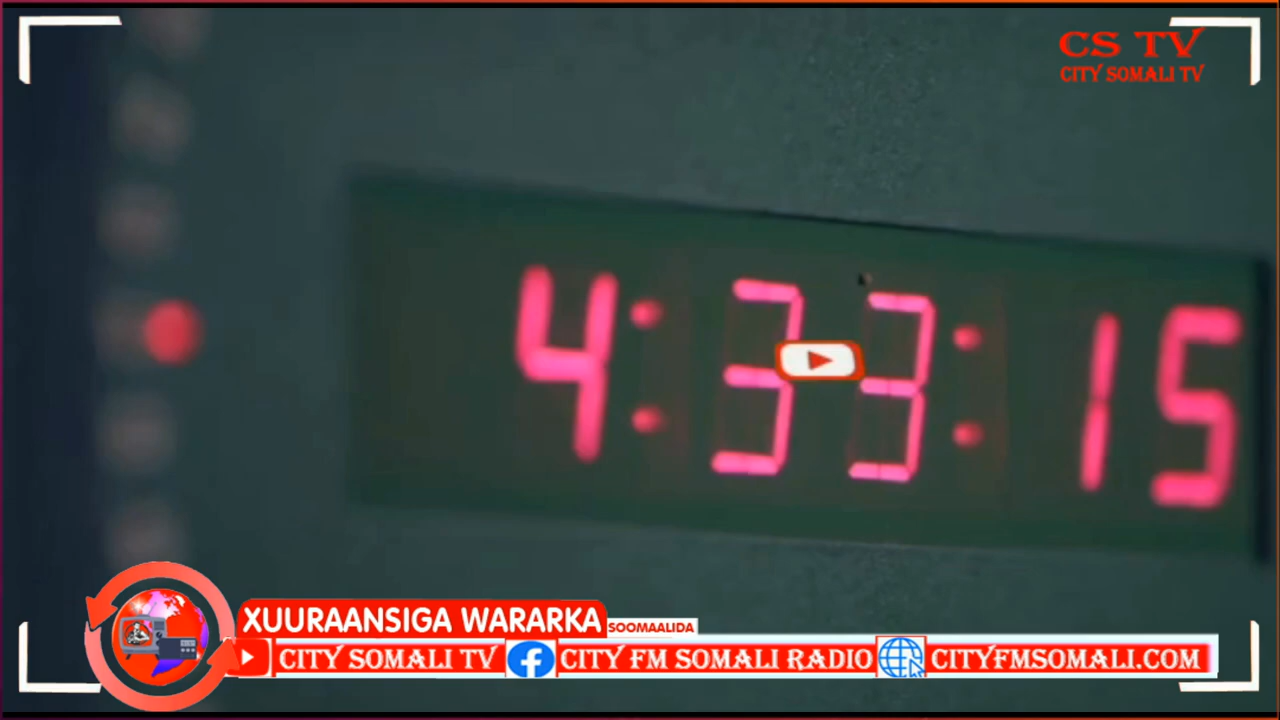 CS TV
CITY SOMALI TV
4:33:15
XUURAANSIGA WARARKA
SOOMAALIDA
CITY SOMALI TV CITY FM SOMALI RADIO CITYFMSOMALI.COM